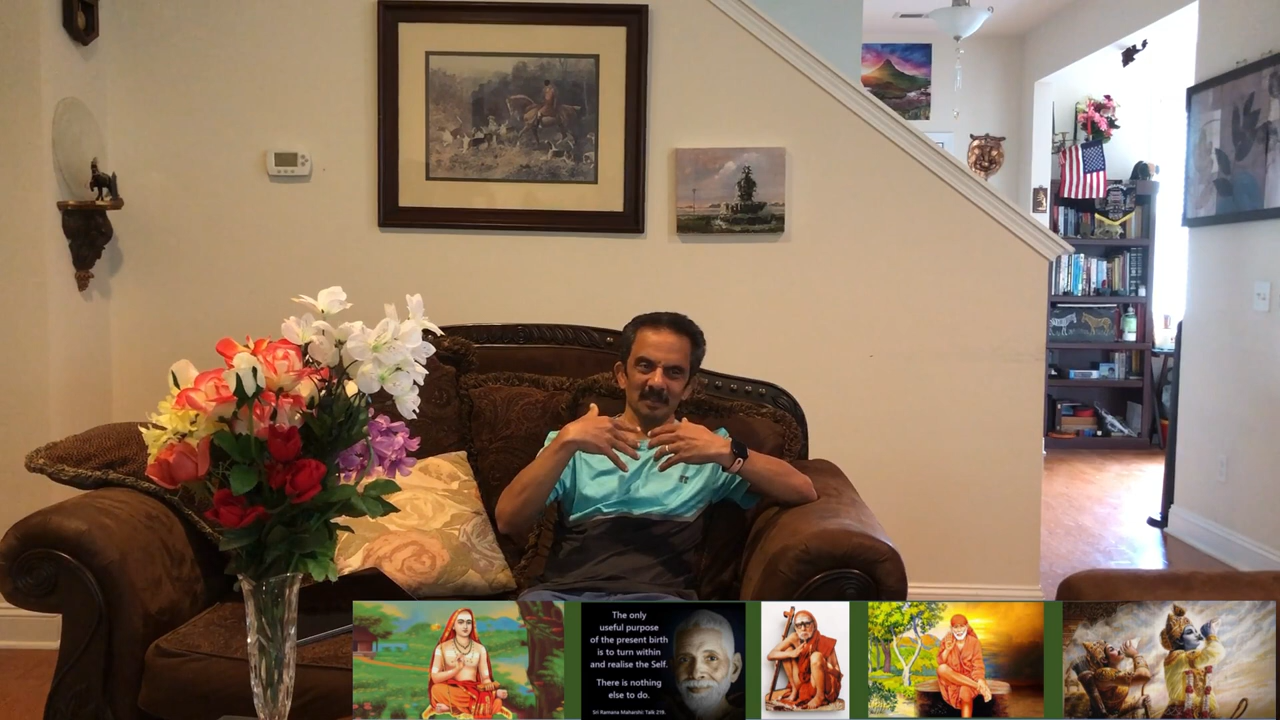 The only
useful purpose
of the present birth
is to turn within
and realise the Self.
There is nothing
else to do.
Sri Ramana Maharshi: Talk 219.